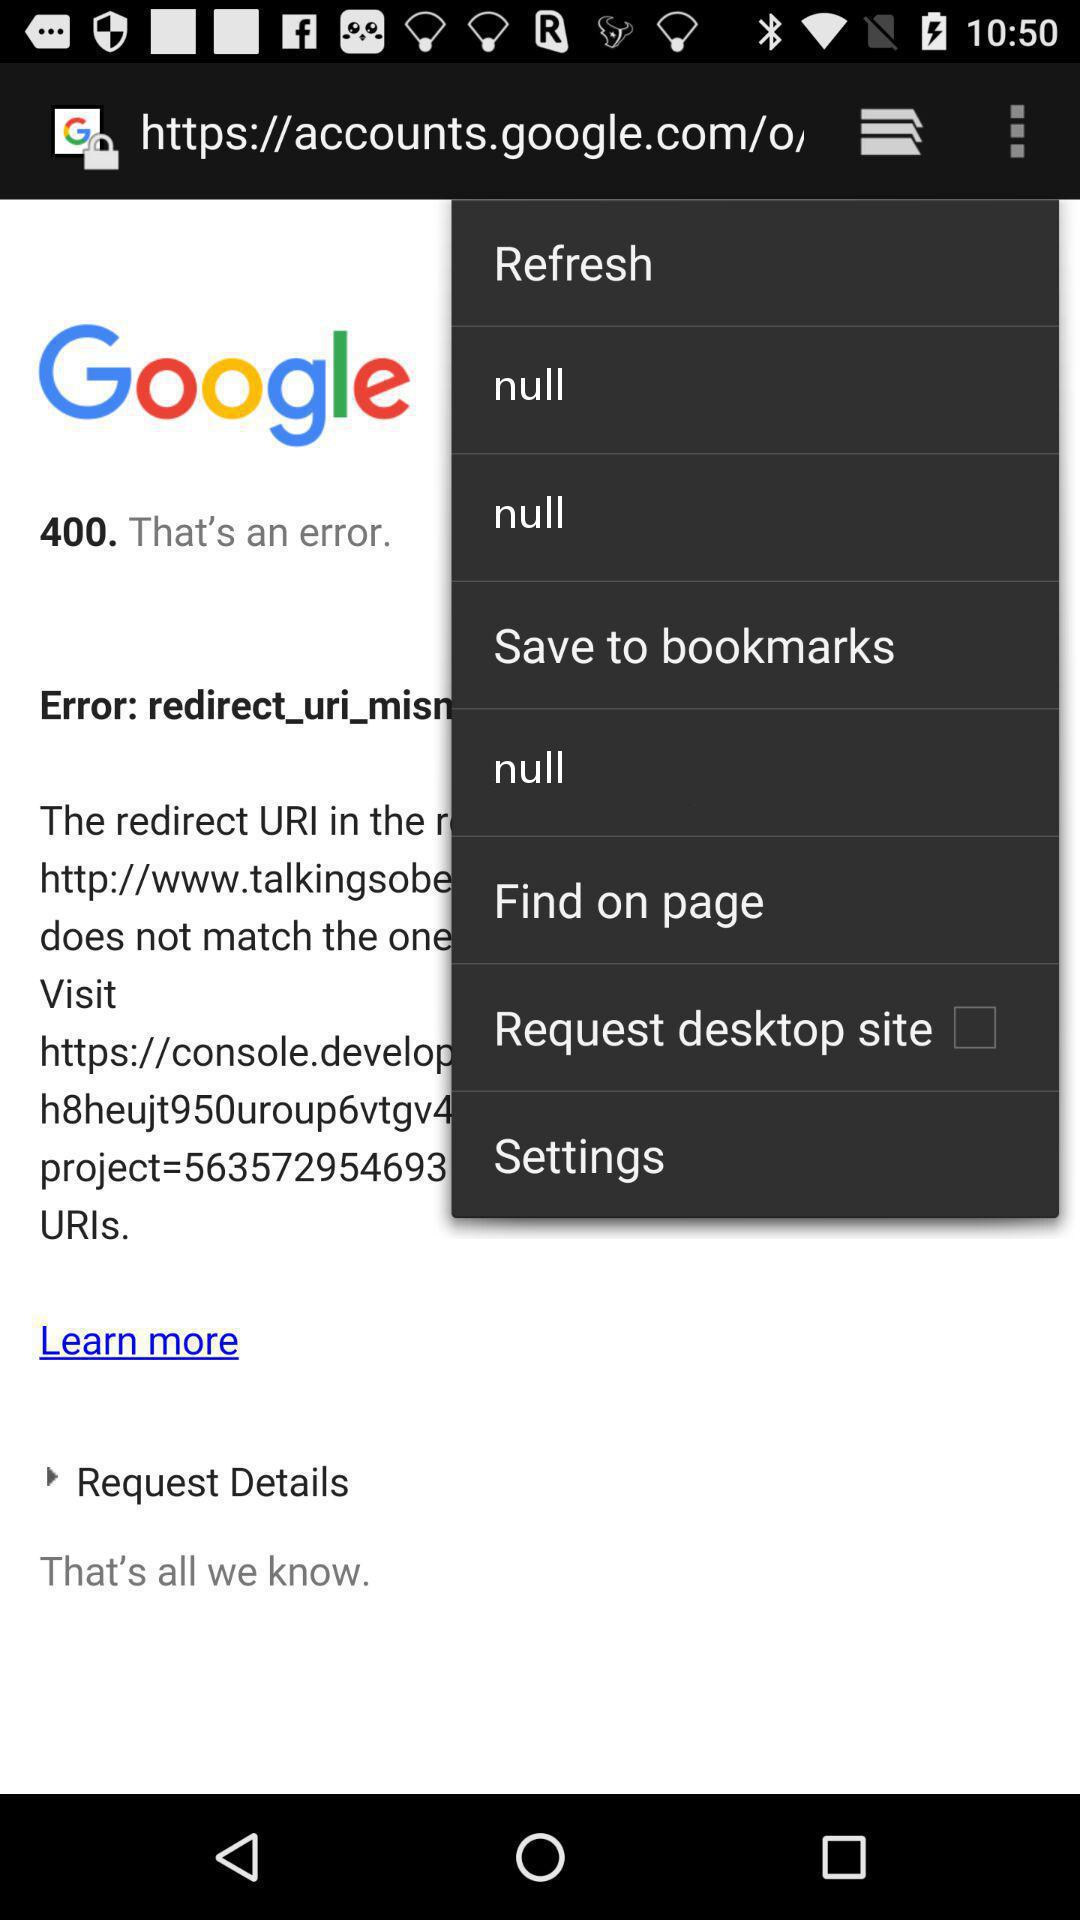 10:50
https://accounts.google.com/o/
Refresh
null
null
Save to bookmarks
null
Find on page
Request desktop site
Settings
Google
400. That’s an error.
Error: redirect_uri_mis
The redirect URI in the
http://www.talkingsobe
does not match the one
Visit
https://console.develop
h8heujt950uroup6vtgv4
project=563572954693
URIs.
Learn more
Request Details
That’s all we know.